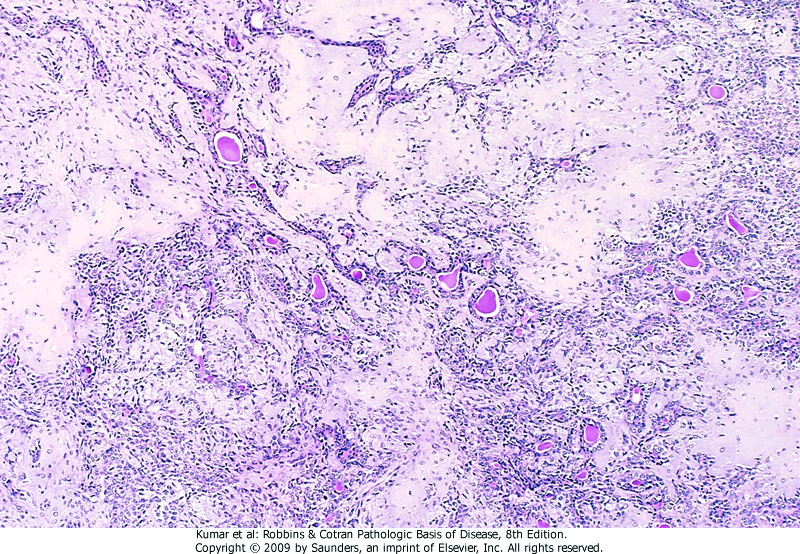 Kumar et al: Robbins & Cotran Pathologic Basis of Disease, 8th Edition.
Copyright © 2009 by Saunders, an imprint of Elsevier, Inc. All rights reserved.